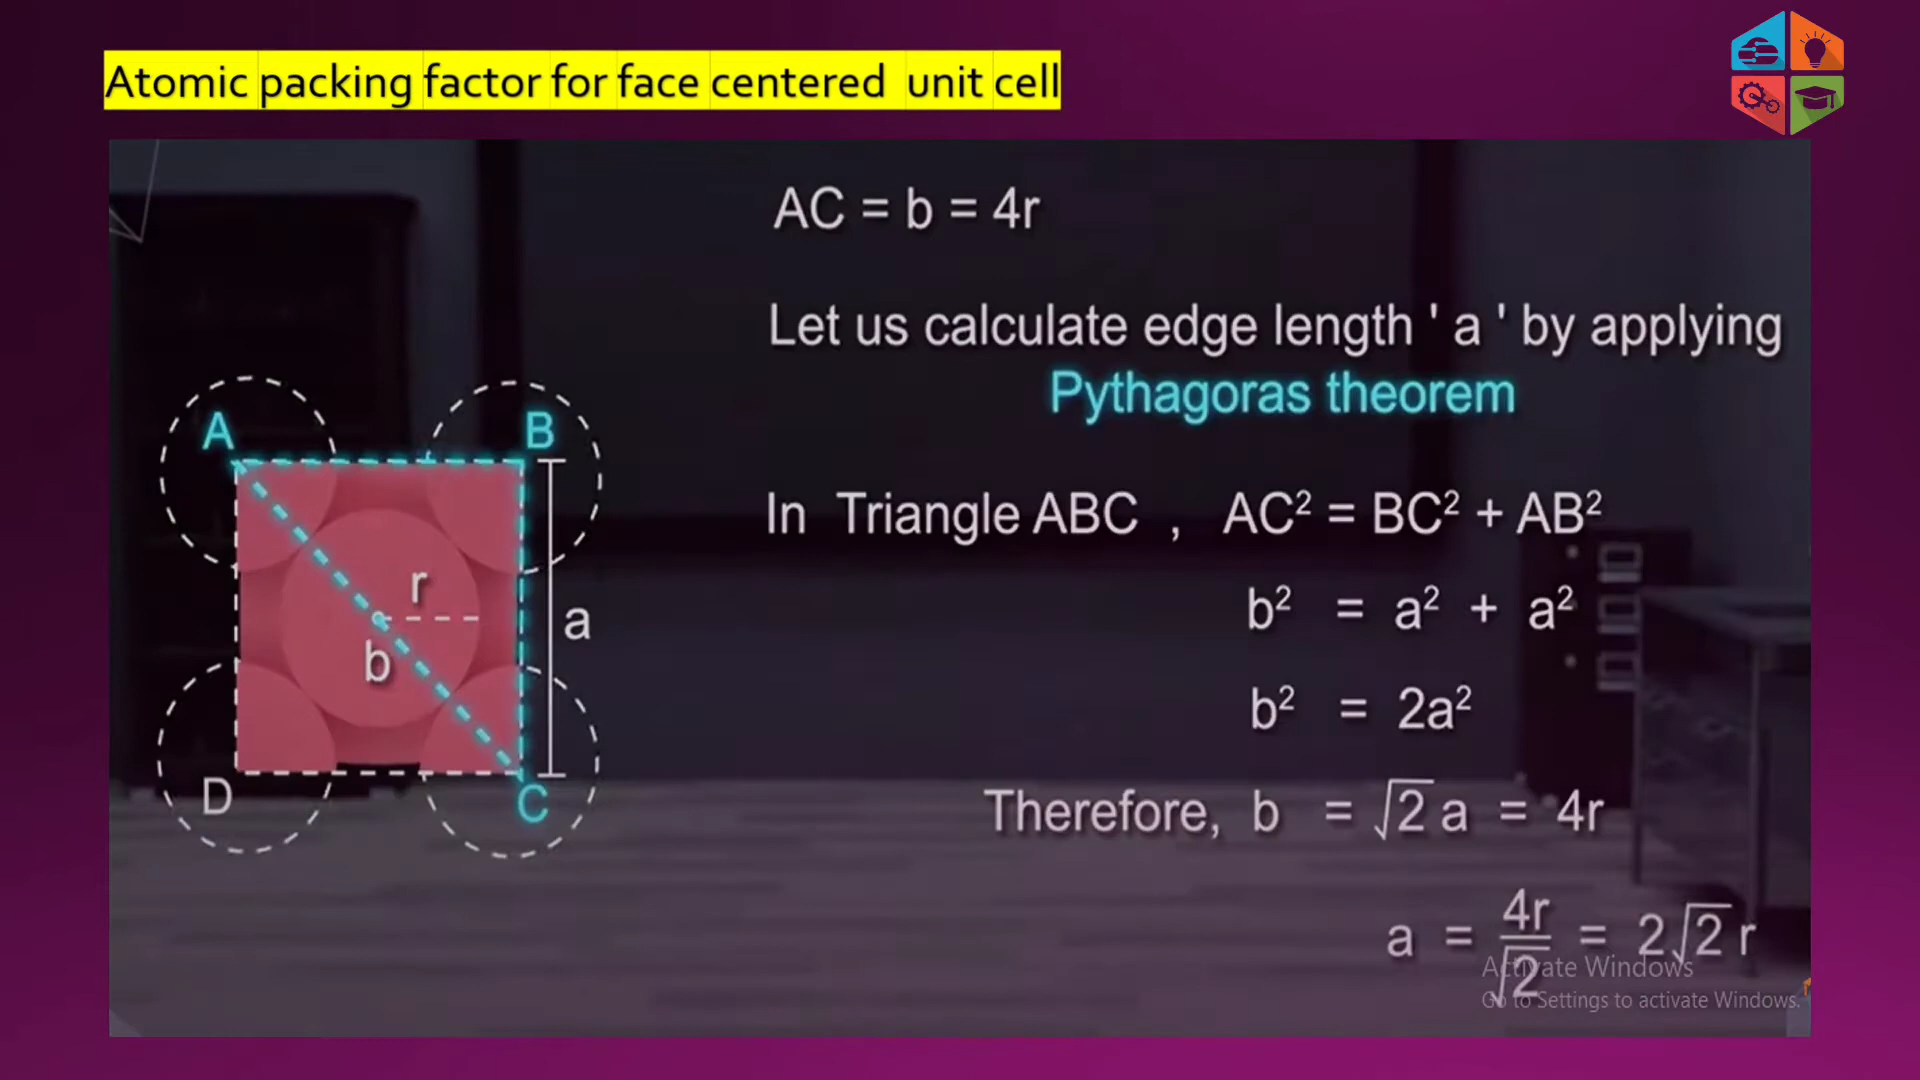 Atomic packing factor for face centered unit cell
AC = b = 4r
Let us calculate edge length ' a ' by applying
Pythagoras theorem
A
B
In Triangle ABC , AC² = BC² + AB²
r
b² = a² + a²
a
b
b² = 2a²
D
C
Therefore, b = √2 a = 4r
a = 4r/√2 = 2√2 r
Activate Windows
Go to Settings to activate Windows.